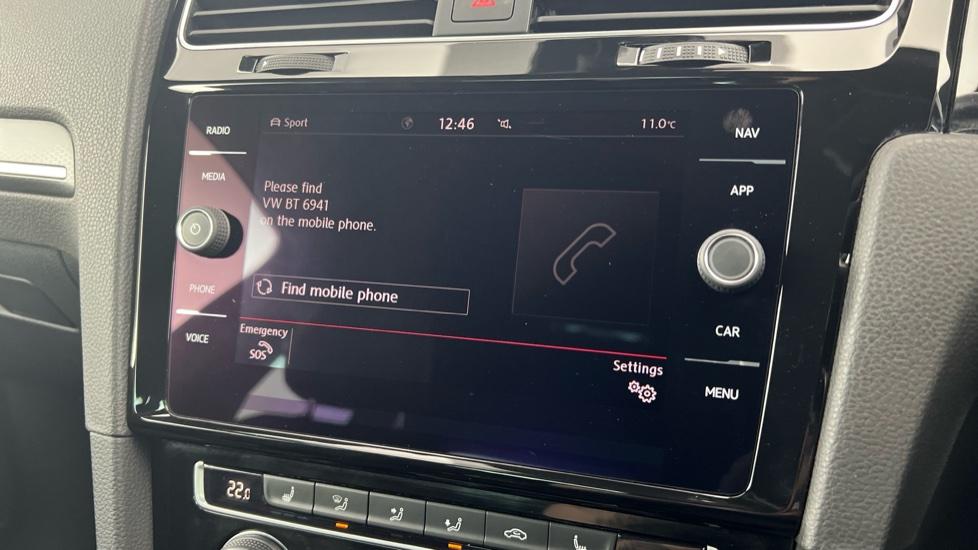 RADIO
Sport
12:46
11.0°C
NAV
MEDIA
APP
Please find
VW BT 6941
on the mobile phone.
PHONE
Find mobile phone
VOICE
Emergency
SOS
CAR
Settings
MENU
22.0